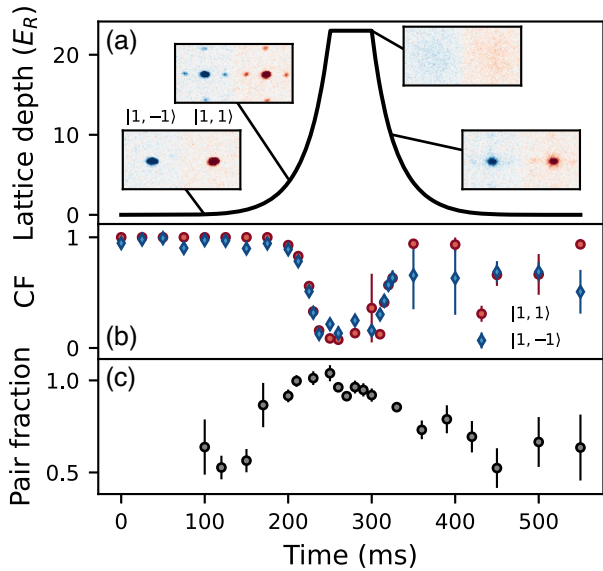 Lattice depth (E_R)
20
10
0
(a)
|1, −1⟩ |1, 1⟩
CF
1
0
(b)
|1, 1⟩
|1, −1⟩
Pair fraction
1.0
0.5
(c)
0 100 200 300 400 500
Time (ms)